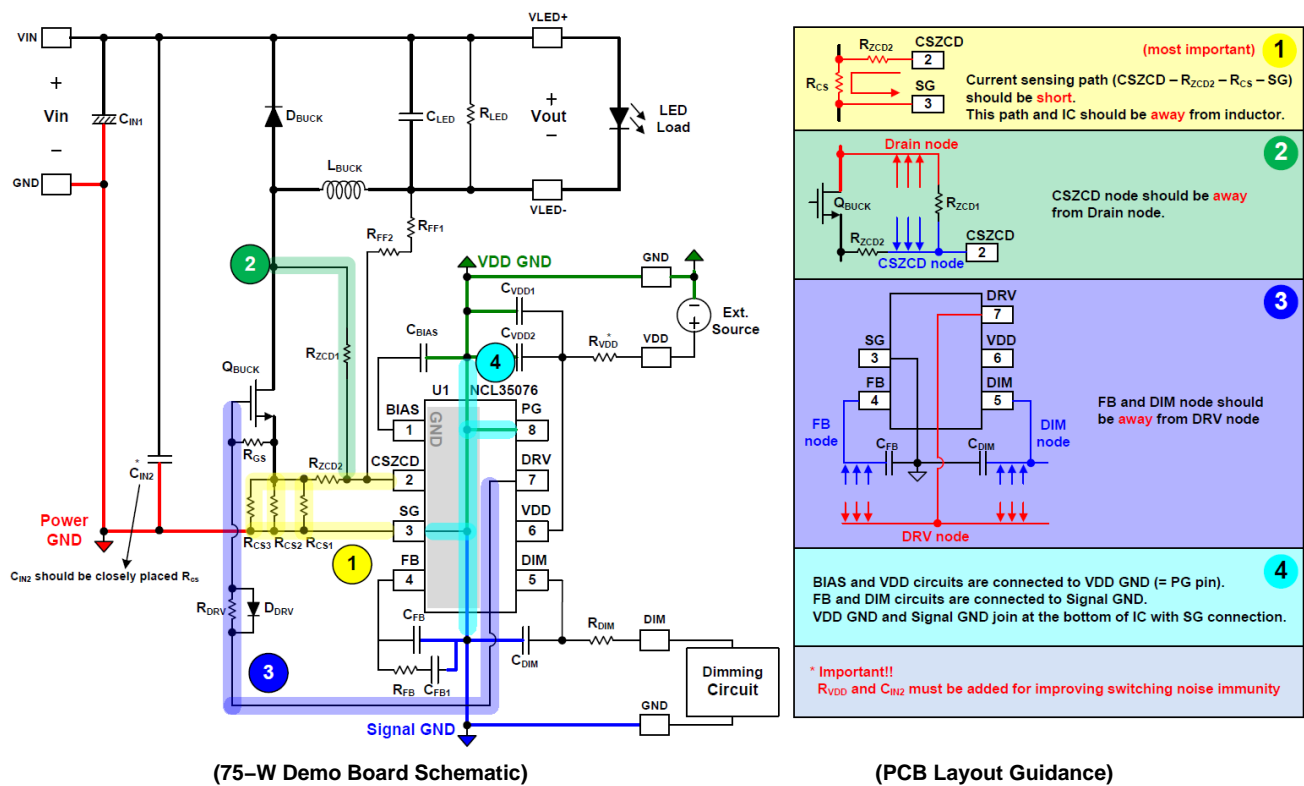 VIN
+
Vin
−
GND
CIN1
DBUCK
CLED
RLED
VLED+
+
Vout
−
VLED-
LED
Load
LBUCK
RFF1
RFF2
2
VDD GND
GND
CVDD1
CVDD2
Ext.
Source
RVDD
*
VDD
CBIAS
4
RZCD1
QBUCK
U1
NCL35076
GND
BIAS
1
PG
8
RGS
RZCD2
CSZCD
2
DRV
7
*
CIN2
SG
3
VDD
6
Power
GND
RCS3
RCS2
RCS1
1
FB
4
DIM
5
CIN2 should be closely placed Rcs
RDRV
DDRV
CFB
RFB
CFB1
CDIM
RDIM
DIM
Dimming
Circuit
3
GND
Signal GND
(75−W Demo Board Schematic)
RZCD2
CSZCD
2
RCS
SG
3
(most important)
1
Current sensing path (CSZCD – RZCD2 – RCS – SG)
should be short.
This path and IC should be away from inductor.
2
Drain node
QBUCK
RZCD1
RZCD2
CSZCD
2
CSZCD node
CSZCD node should be away
from Drain node.
3
DRV
7
SG
3
VDD
6
FB
4
DIM
5
FB
node
DIM
node
CFB
CDIM
DRV node
FB and DIM node should
be away from DRV node
4
BIAS and VDD circuits are connected to VDD GND (= PG pin).
FB and DIM circuits are connected to Signal GND.
VDD GND and Signal GND join at the bottom of IC with SG connection.
* Important!!
RVDD and CIN2 must be added for improving switching noise immunity
(PCB Layout Guidance)